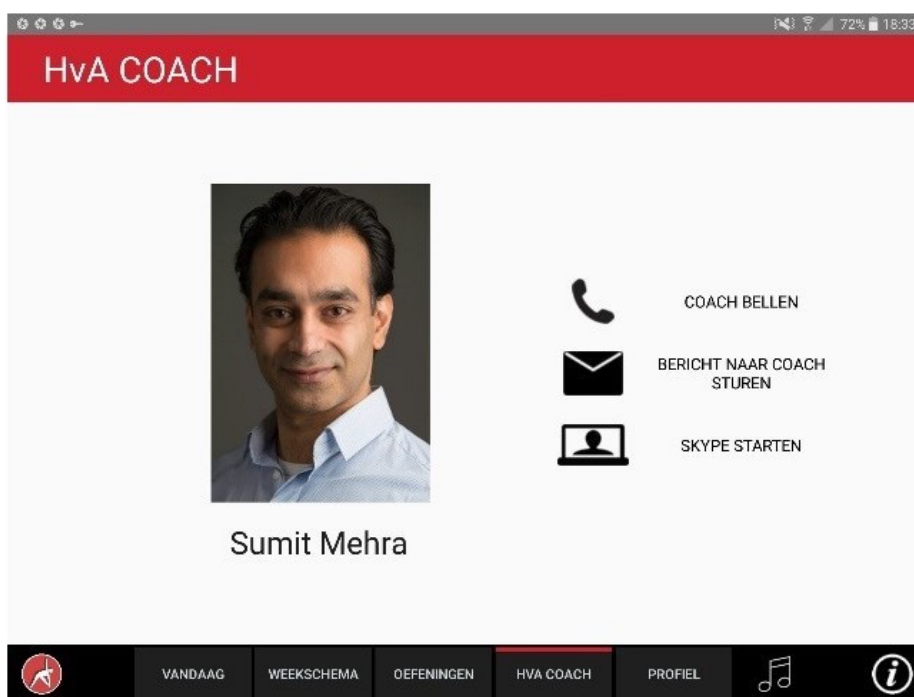 72% 18:33
HvA COACH
COACH BELLEN
BERICHT NAAR COACH
STUREN
SKYPE STARTEN
Sumit Mehra
VANDAAG WEEKSCHEMA OEFENINGEN HVA COACH PROFIEL i